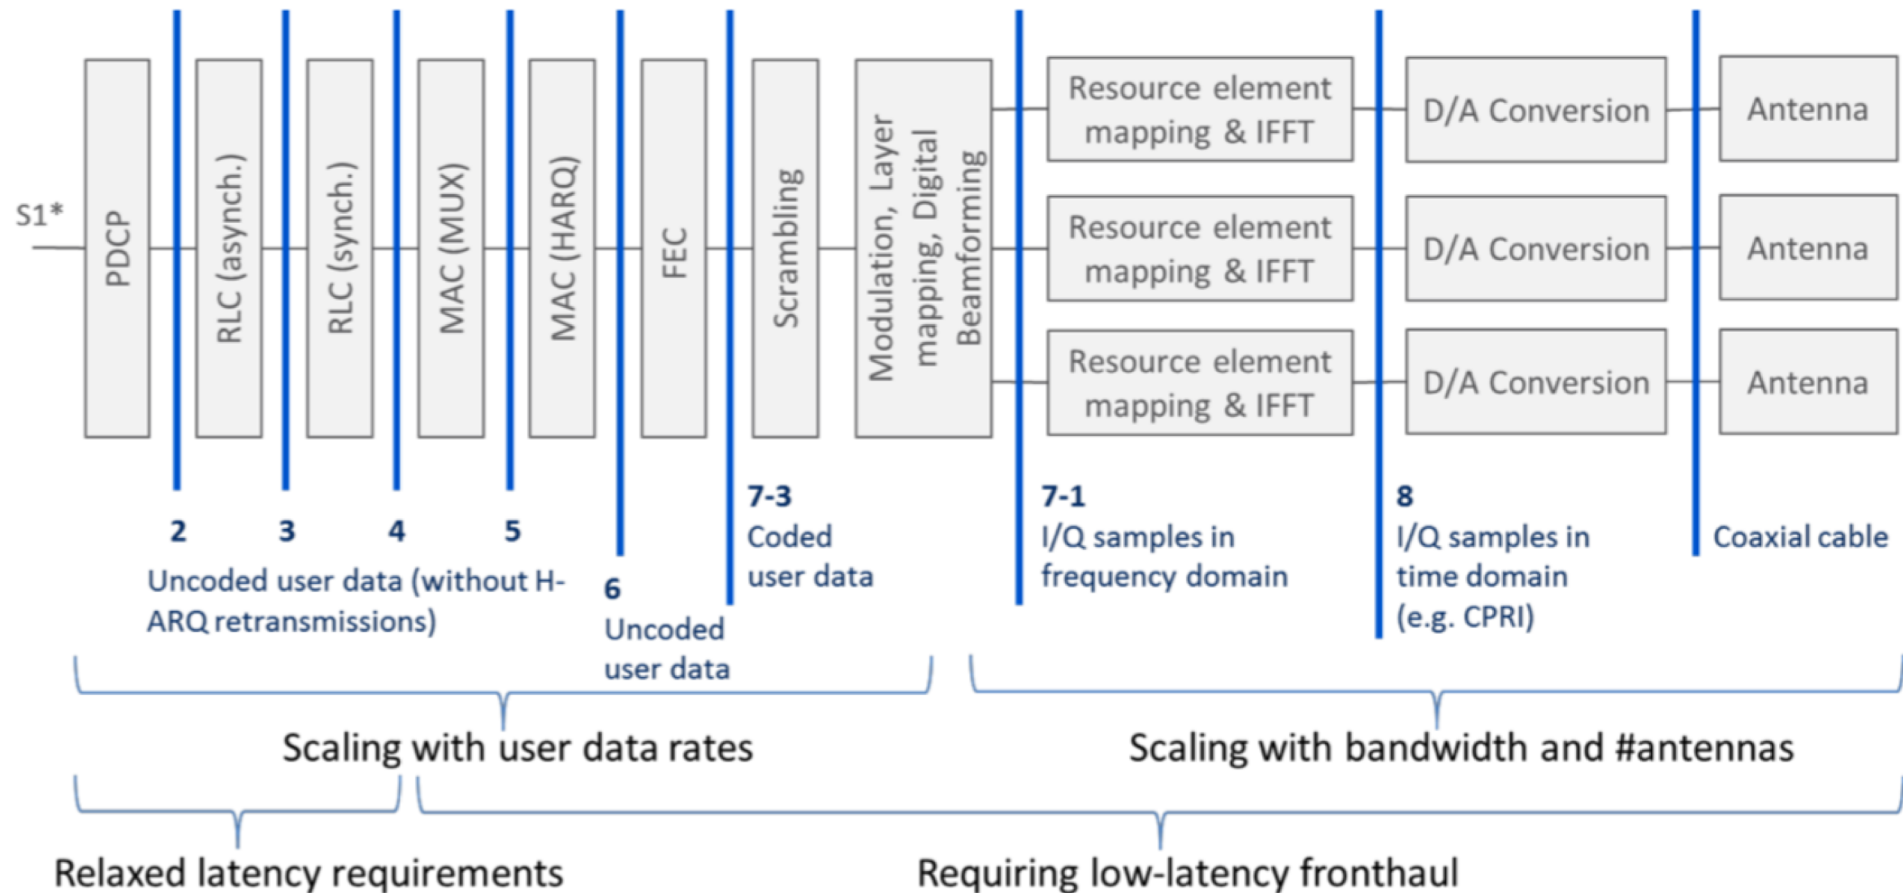 S1*
PDCP
RLC (asynch.)
RLC (synch.)
MAC (MUX)
MAC (HARQ)
FEC
Scrambling
Modulation, Layer
mapping, Digital
Beamforming
Resource element
mapping & IFFT
D/A Conversion
Antenna
Resource element
mapping & IFFT
D/A Conversion
Antenna
Resource element
mapping & IFFT
D/A Conversion
Antenna
2
3
4
5
Uncoded user data (without H-
ARQ retransmissions)
6
Uncoded
user data
7-3
Coded
user data
7-1
I/Q samples in
frequency domain
8
I/Q samples in
time domain
(e.g. CPRI)
Coaxial cable
Scaling with user data rates
Scaling with bandwidth and #antennas
Relaxed latency requirements
Requiring low-latency fronthaul